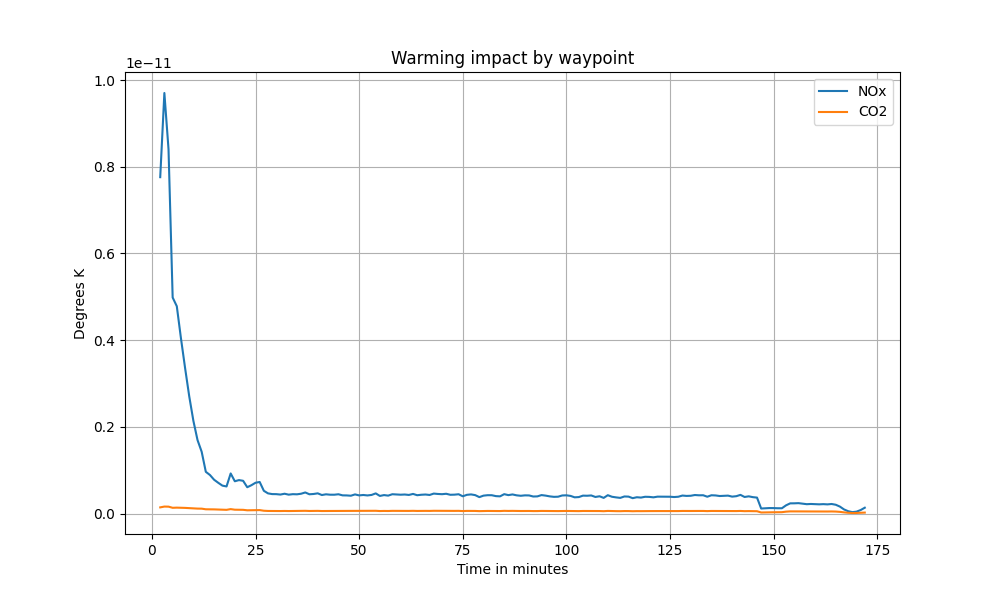 Warming impact by waypoint
1e−11
1.0
0.8
0.6
0.4
0.2
0.0
Degrees K
NOx
CO2
0 25 50 75 100 125 150 175
Time in minutes